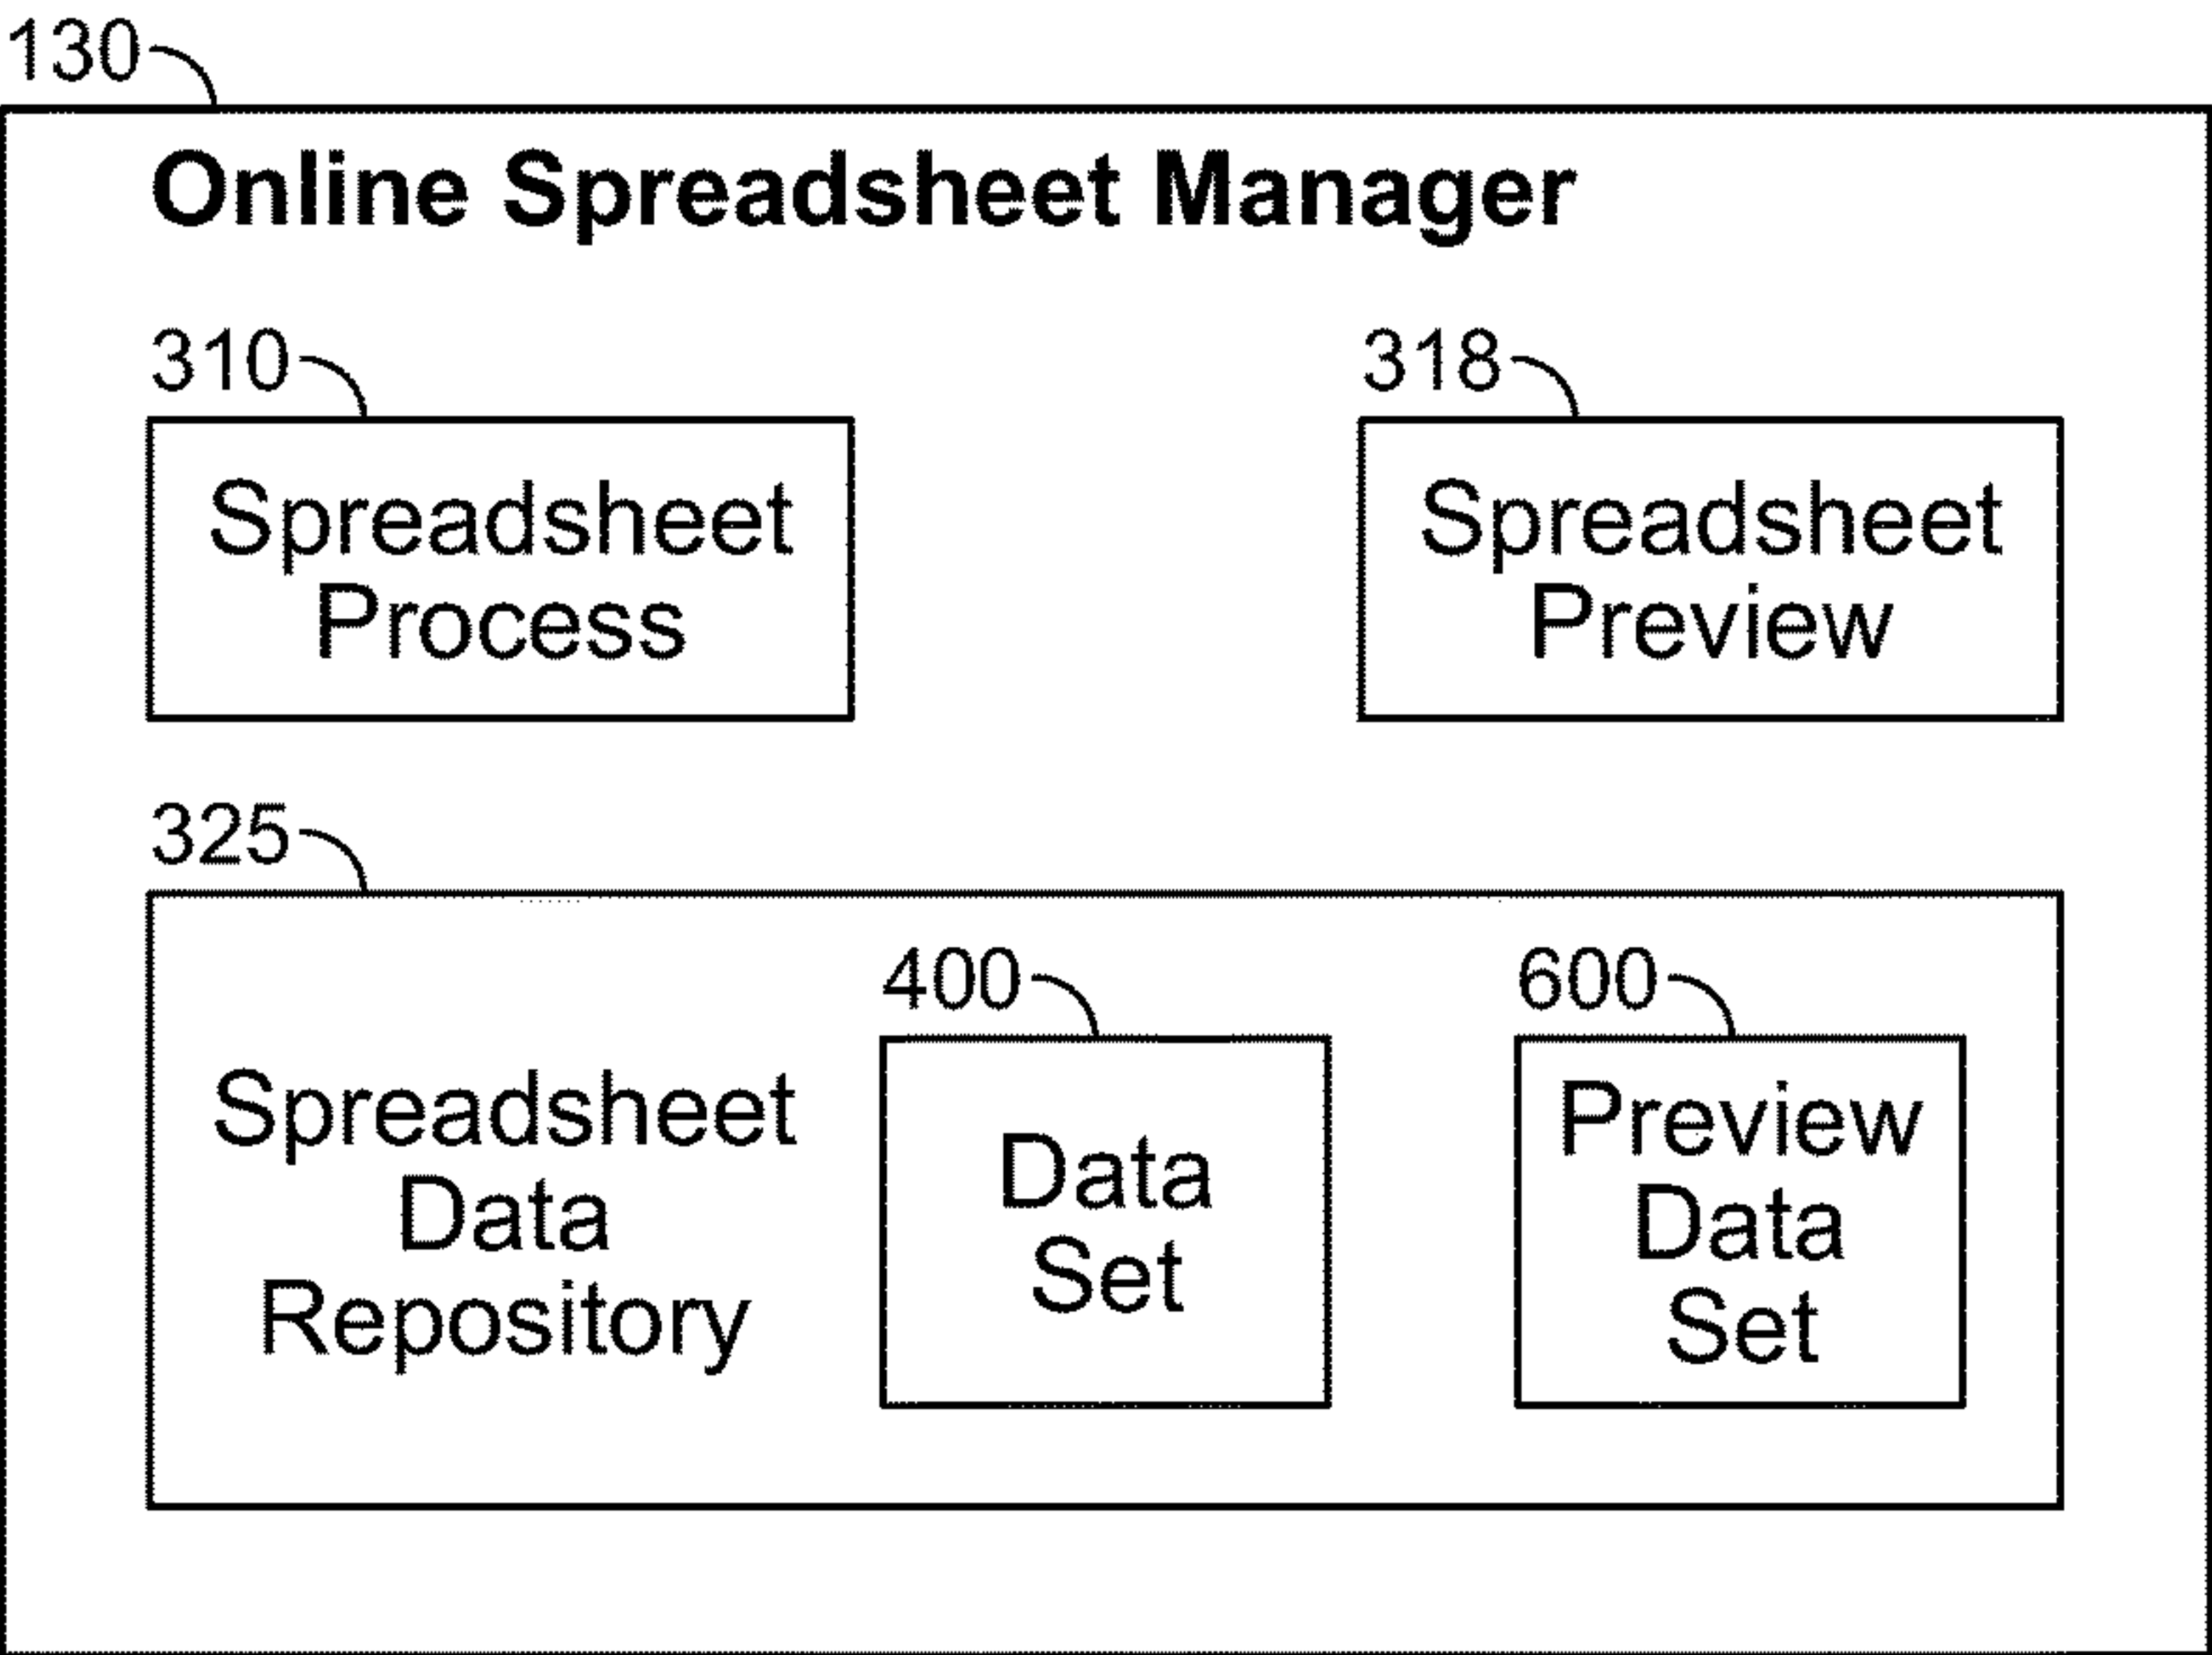 130
Online Spreadsheet Manager
310
Spreadsheet
Process
318
Spreadsheet
Preview
325
Spreadsheet
Data
Repository
400
Data
Set
600
Preview
Data
Set